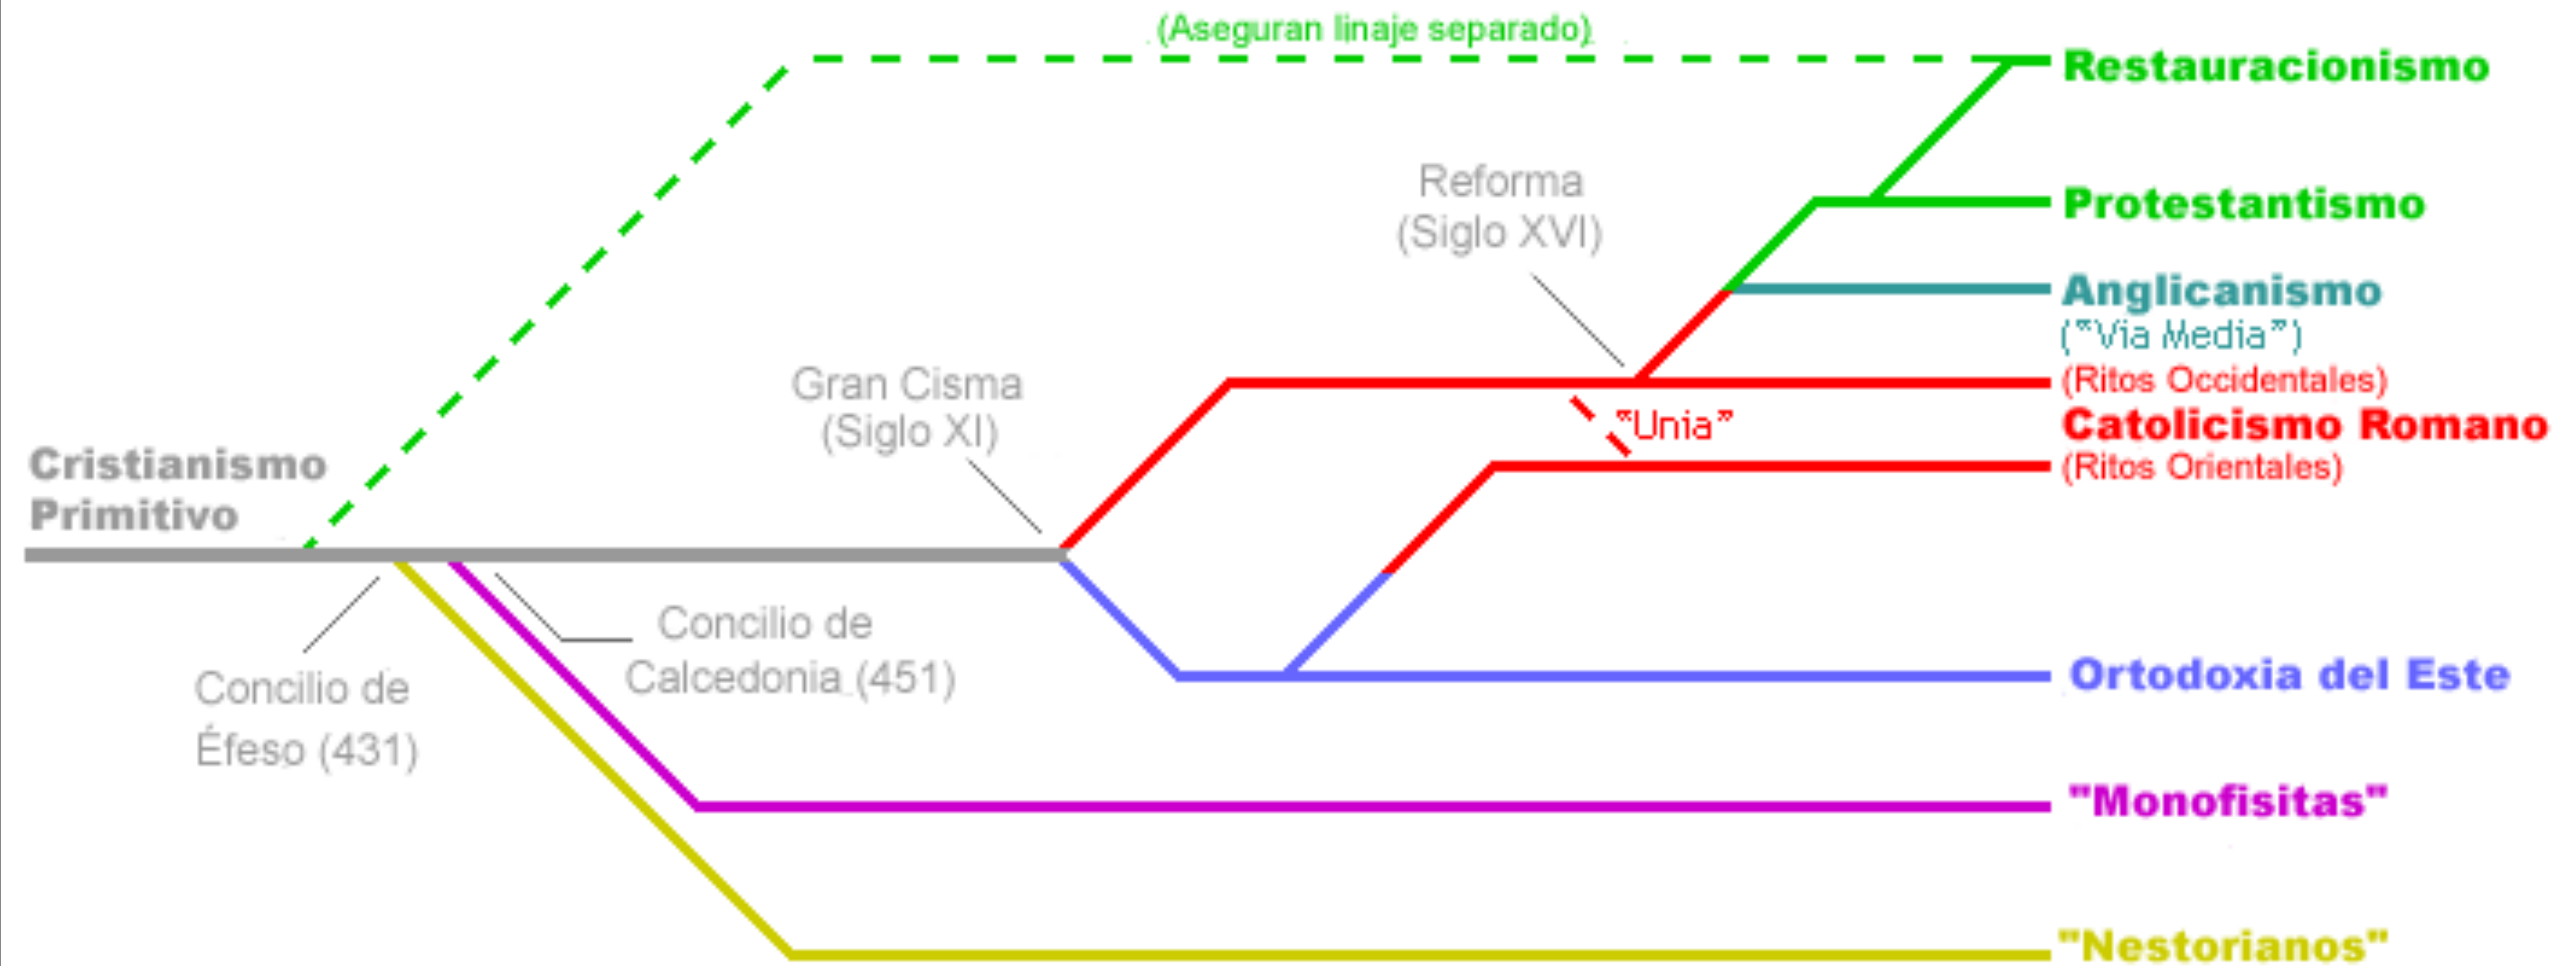 (Aseguran linaje separado)
Restauracionismo
Reforma
(Siglo XVI)
Protestantismo
Anglicanismo
("Via Media")
Gran Cisma
(Siglo XI)
(Ritos Occidentales)
"Unia"
Catolicismo Romano
(Ritos Orientales)
Cristianismo
Primitivo
Concilio de
Calcedonia (451)
Concilio de
Éfeso (431)
Ortodoxia del Este
"Monofisitas"
"Nestorianos"